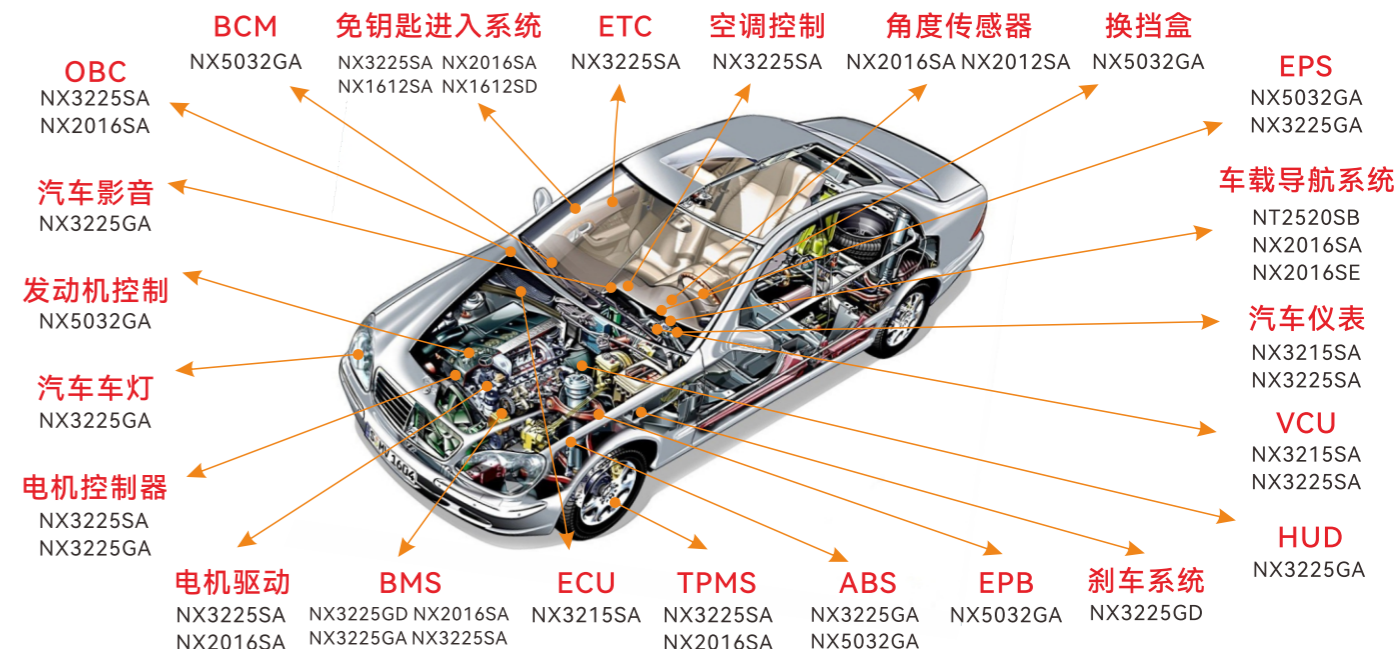 BCM
NX5032GA
免钥匙进入系统
NX3225SA NX2016SA
NX1612SA NX1612SD
ETC
NX3225SA
空调控制
NX3225SA
角度传感器
NX2016SA NX2012SA
换挡盒
NX5032GA
OBC
NX3225SA
NX2016SA
汽车影音
NX3225GA
发动机控制
NX5032GA
汽车车灯
NX3225GA
电机控制器
NX3225SA
NX3225GA
EPS
NX5032GA
NX3225GA
车载导航系统
NT2520SB
NX2016SA
NX2016SE
汽车仪表
NX3215SA
NX3225SA
VCU
NX3215SA
NX3225SA
HUD
NX3225GA
电机驱动
NX3225SA
NX2016SA
BMS
NX3225GD NX2016SA
NX3225GA NX3225SA
ECU
NX3215SA
TPMS
NX3225SA
NX2016SA
ABS
NX3225GA
NX5032GA
EPB
NX5032GA
刹车系统
NX3225GD